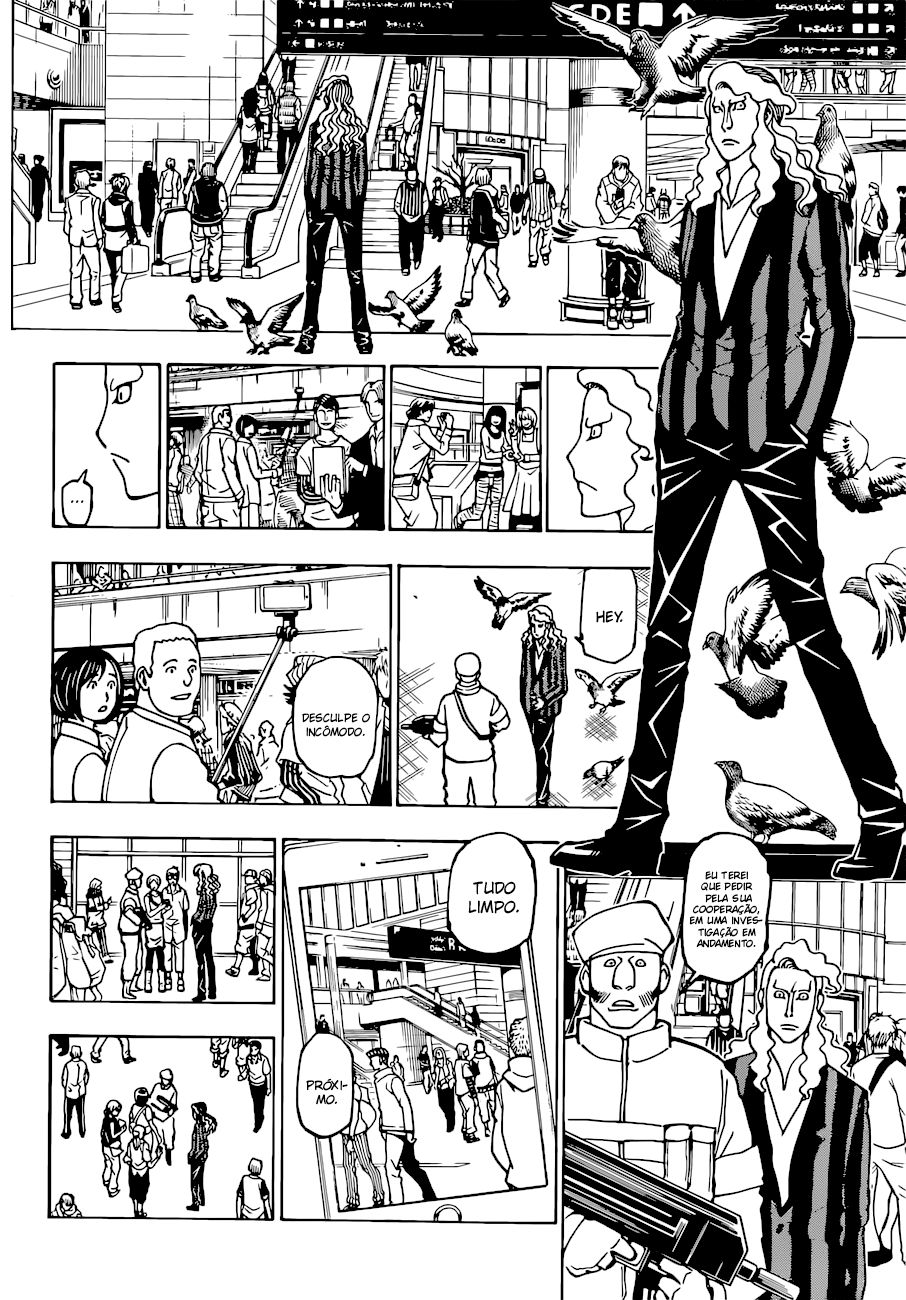 CDE
...
HEY.
DESCULPE O
INCÔMODO.
EU TEREI
QUE PEDIR
PELA SUA
COOPERAÇÃO,
EM UMA INVES-
TIGAÇÃO EM
ANDAMENTO.
TUDO
LIMPO.
PRÓXI-
MO.